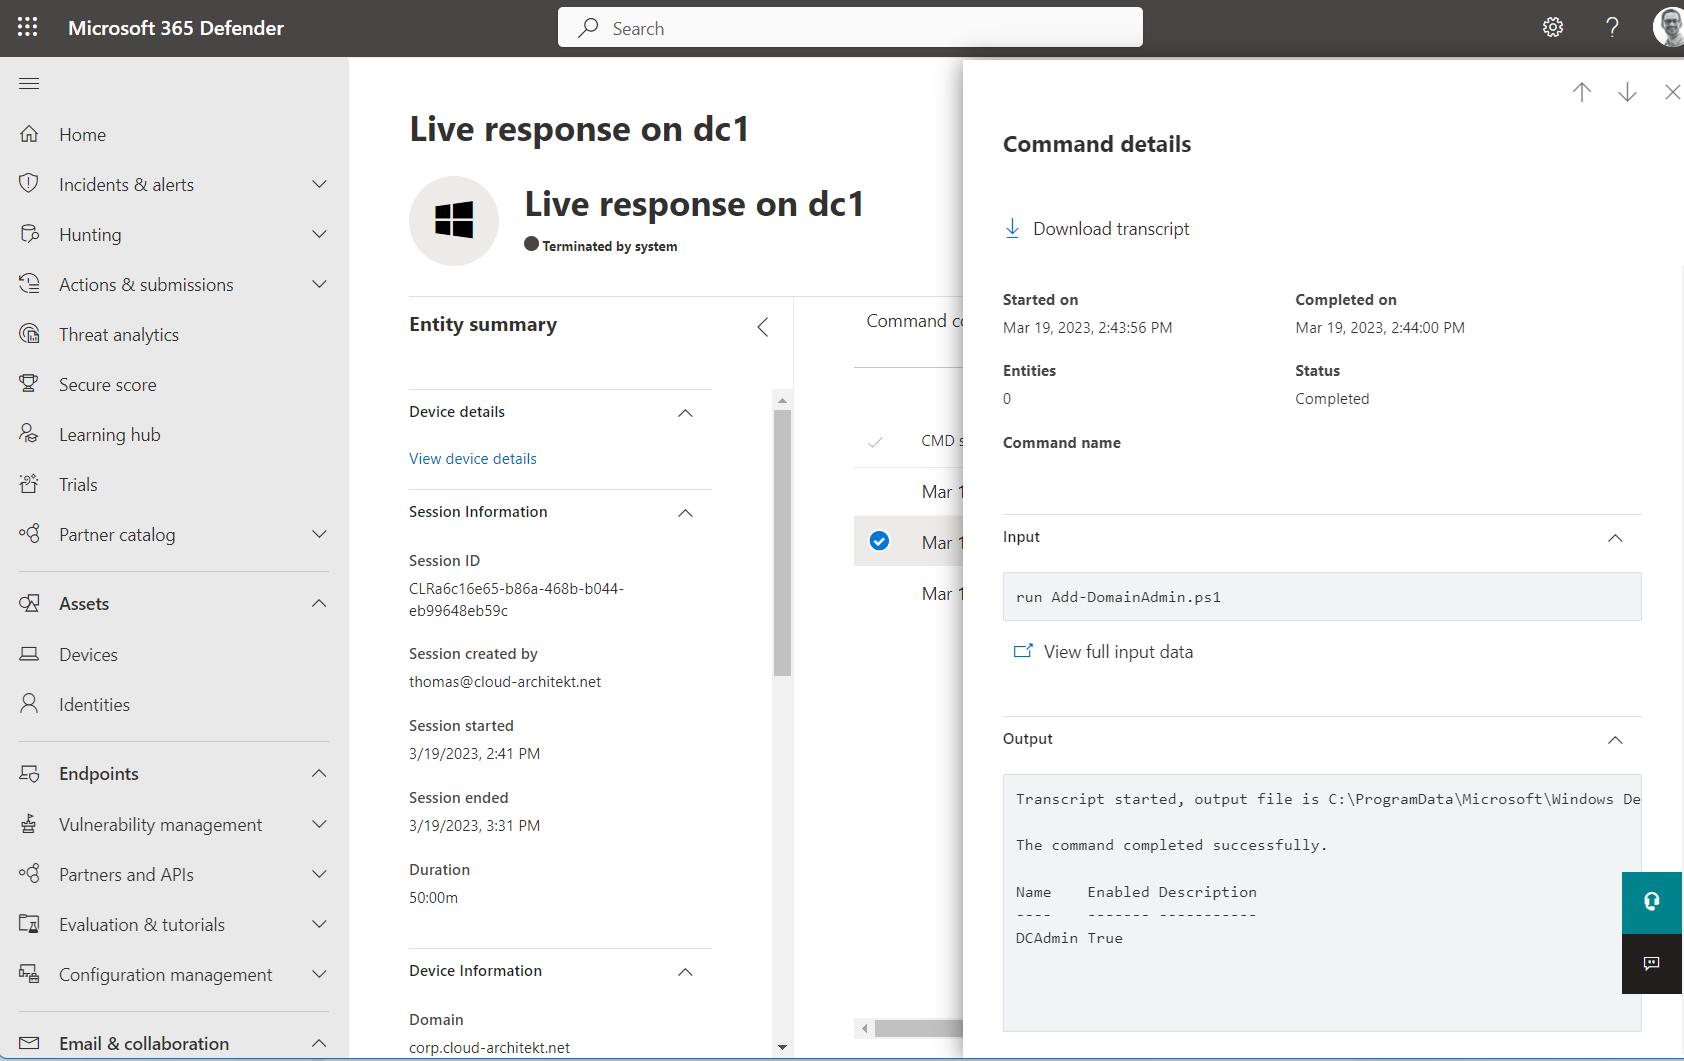 Microsoft 365 Defender
Search
Home
Incidents & alerts
Hunting
Actions & submissions
Threat analytics
Secure score
Learning hub
Trials
Partner catalog
Assets
Devices
Identities
Endpoints
Vulnerability management
Partners and APIs
Evaluation & tutorials
Configuration management
Email & collaboration
Live response on dc1
Live response on dc1
Terminated by system
Entity summary
Device details
View device details
Session Information
Session ID
CLRa6c16e65-b86a-468b-b044-
eb99648eb59c
Session created by
thomas@cloud-architekt.net
Session started
3/19/2023, 2:41 PM
Session ended
3/19/2023, 3:31 PM
Duration
50:00m
Device Information
Domain
corp.cloud-architekt.net
Command co
CMD s
Mar 1
Mar 1
Mar 1
Command details
Download transcript
Started on
Mar 19, 2023, 2:43:56 PM
Completed on
Mar 19, 2023, 2:44:00 PM
Entities
0
Status
Completed
Command name
Input
run Add-DomainAdmin.ps1
View full input data
Output
Transcript started, output file is C:\ProgramData\Microsoft\Windows De
The command completed successfully.
Name    Enabled Description
----    ------- -----------
DCAdmin True